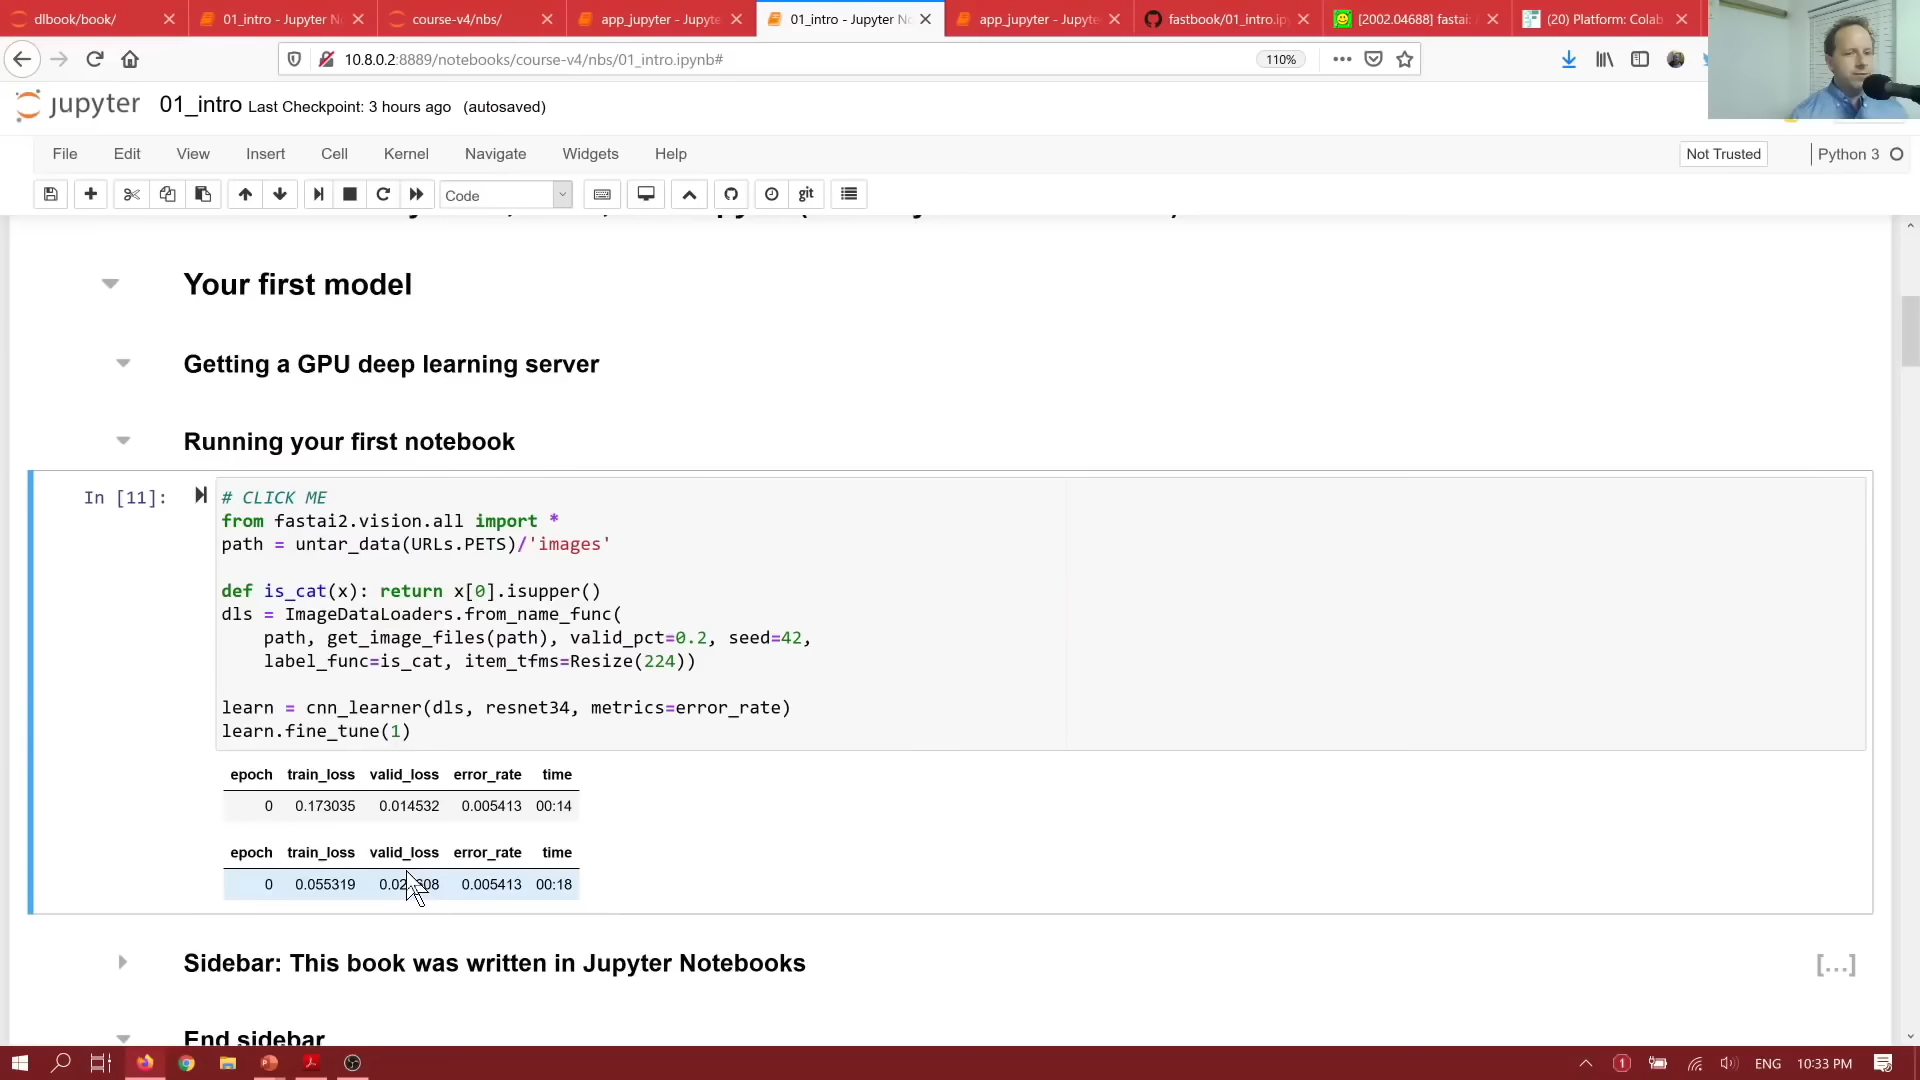 dlbook/book/
01_intro - Jupyter N
course-v4/nbs/
app_jupyter - Jupyte
01_intro - Jupyter No
app_jupyter - Jupyte
fastbook/01_intro.ip
[2002.04688] fastai:
(20) Platform: Colab
10.8.0.2:8889/notebooks/course-v4/nbs/01_intro.ipynb#
110%
jupyter 01_intro Last Checkpoint: 3 hours ago (autosaved)
File Edit View Insert Cell Kernel Navigate Widgets Help
Not Trusted
Python 3
Code
git
Your first model
Getting a GPU deep learning server
Running your first notebook
In [11]:
# CLICK ME
from fastai2.vision.all import *
path = untar_data(URLs.PETS)/'images'
def is_cat(x): return x[0].isupper()
dls = ImageDataLoaders.from_name_func(
path, get_image_files(path), valid_pct=0.2, seed=42,
label_func=is_cat, item_tfms=Resize(224))
learn = cnn_learner(dls, resnet34, metrics=error_rate)
learn.fine_tune(1)
epoch train_loss valid_loss error_rate time
0 0.173035 0.014532 0.005413 00:14
epoch train_loss valid_loss error_rate time
0 0.055319 0.005413 00:18
Sidebar: This book was written in Jupyter Notebooks
[...]
End sidebar
1
ENG
10:33 PM